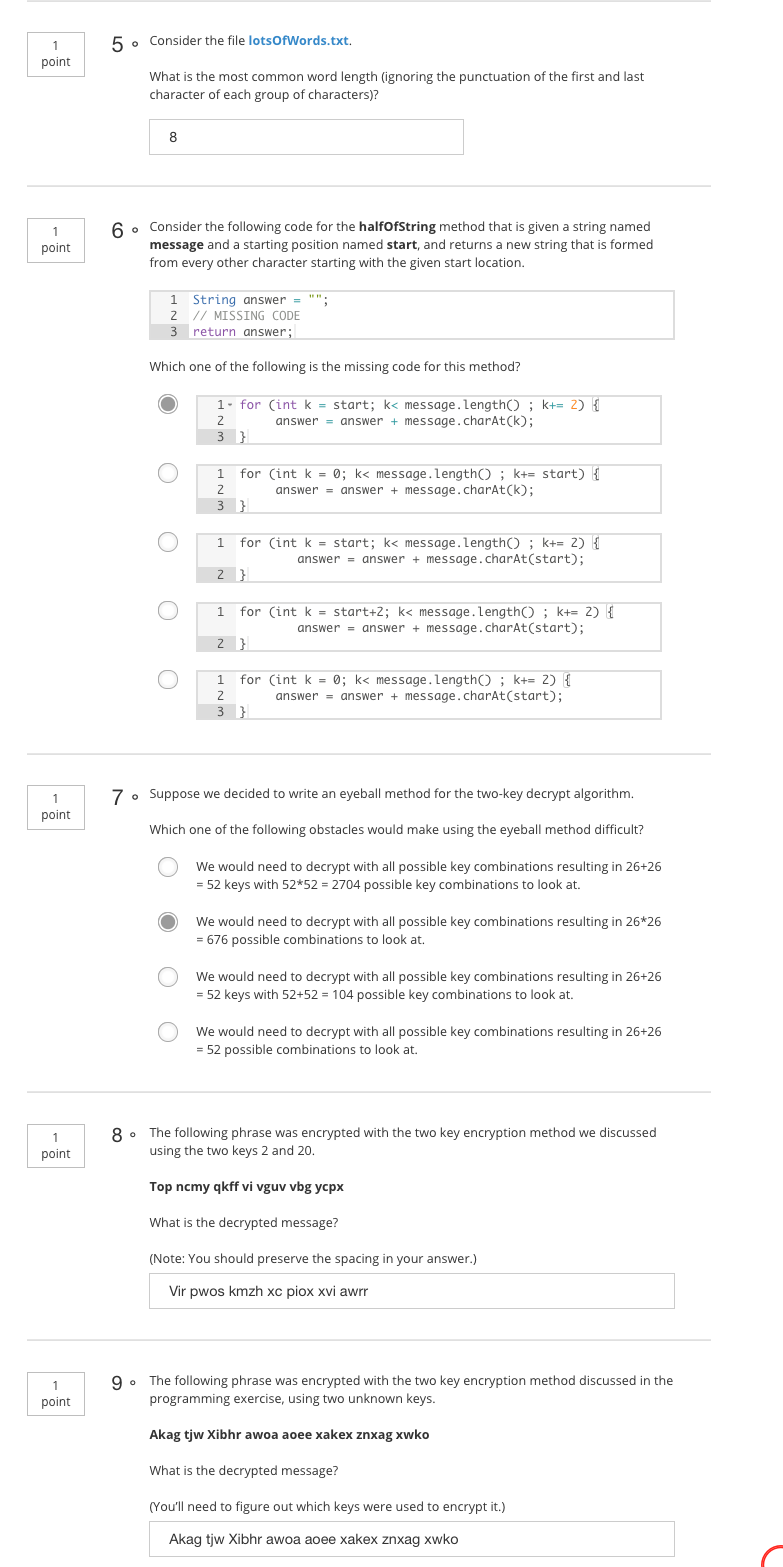 1
point
5 ∘ Consider the file lotsOfWords.txt.
What is the most common word length (ignoring the punctuation of the first and last
character of each group of characters)?
8
1
point
6 ∘ Consider the following code for the halfOfString method that is given a string named
message and a starting position named start, and returns a new string that is formed
from every other character starting with the given start location.
1 String answer = "";
2 // MISSING CODE
3 return answer;
Which one of the following is the missing code for this method?
1 for (int k = start; k< message.length() ; k+= 2) {
2 answer = answer + message.charAt(k);
3 }
1 for (int k = 0; k< message.length() ; k+= start) {
2 answer = answer + message.charAt(k);
3 }
1 for (int k = start; k< message.length() ; k+= 2) {
answer = answer + message.charAt(start);
2 }
1 for (int k = start+2; k< message.length() ; k+= 2) {
answer = answer + message.charAt(start);
2 }
1 for (int k = 0; k< message.length() ; k+= 2) {
2 answer = answer + message.charAt(start);
3 }
1
point
7 ∘ Suppose we decided to write an eyeball method for the two-key decrypt algorithm.
Which one of the following obstacles would make using the eyeball method difficult?
We would need to decrypt with all possible key combinations resulting in 26+26
= 52 keys with 52*52 = 2704 possible key combinations to look at.
We would need to decrypt with all possible key combinations resulting in 26*26
= 676 possible combinations to look at.
We would need to decrypt with all possible key combinations resulting in 26+26
= 52 keys with 52+52 = 104 possible key combinations to look at.
We would need to decrypt with all possible key combinations resulting in 26+26
= 52 possible combinations to look at.
1
point
8 ∘ The following phrase was encrypted with the two key encryption method we discussed
using the two keys 2 and 20.
Top ncmy qkff vi vguv vbg ycpx
What is the decrypted message?
(Note: You should preserve the spacing in your answer.)
Vir pwos kmzh xc piox xvi awrr
1
point
9 ∘ The following phrase was encrypted with the two key encryption method discussed in the
programming exercise, using two unknown keys.
Akag tjw Xibhr awoa aoee xakex znxag xwko
What is the decrypted message?
(You'll need to figure out which keys were used to encrypt it.)
Akag tjw Xibhr awoa aoee xakex znxag xwko